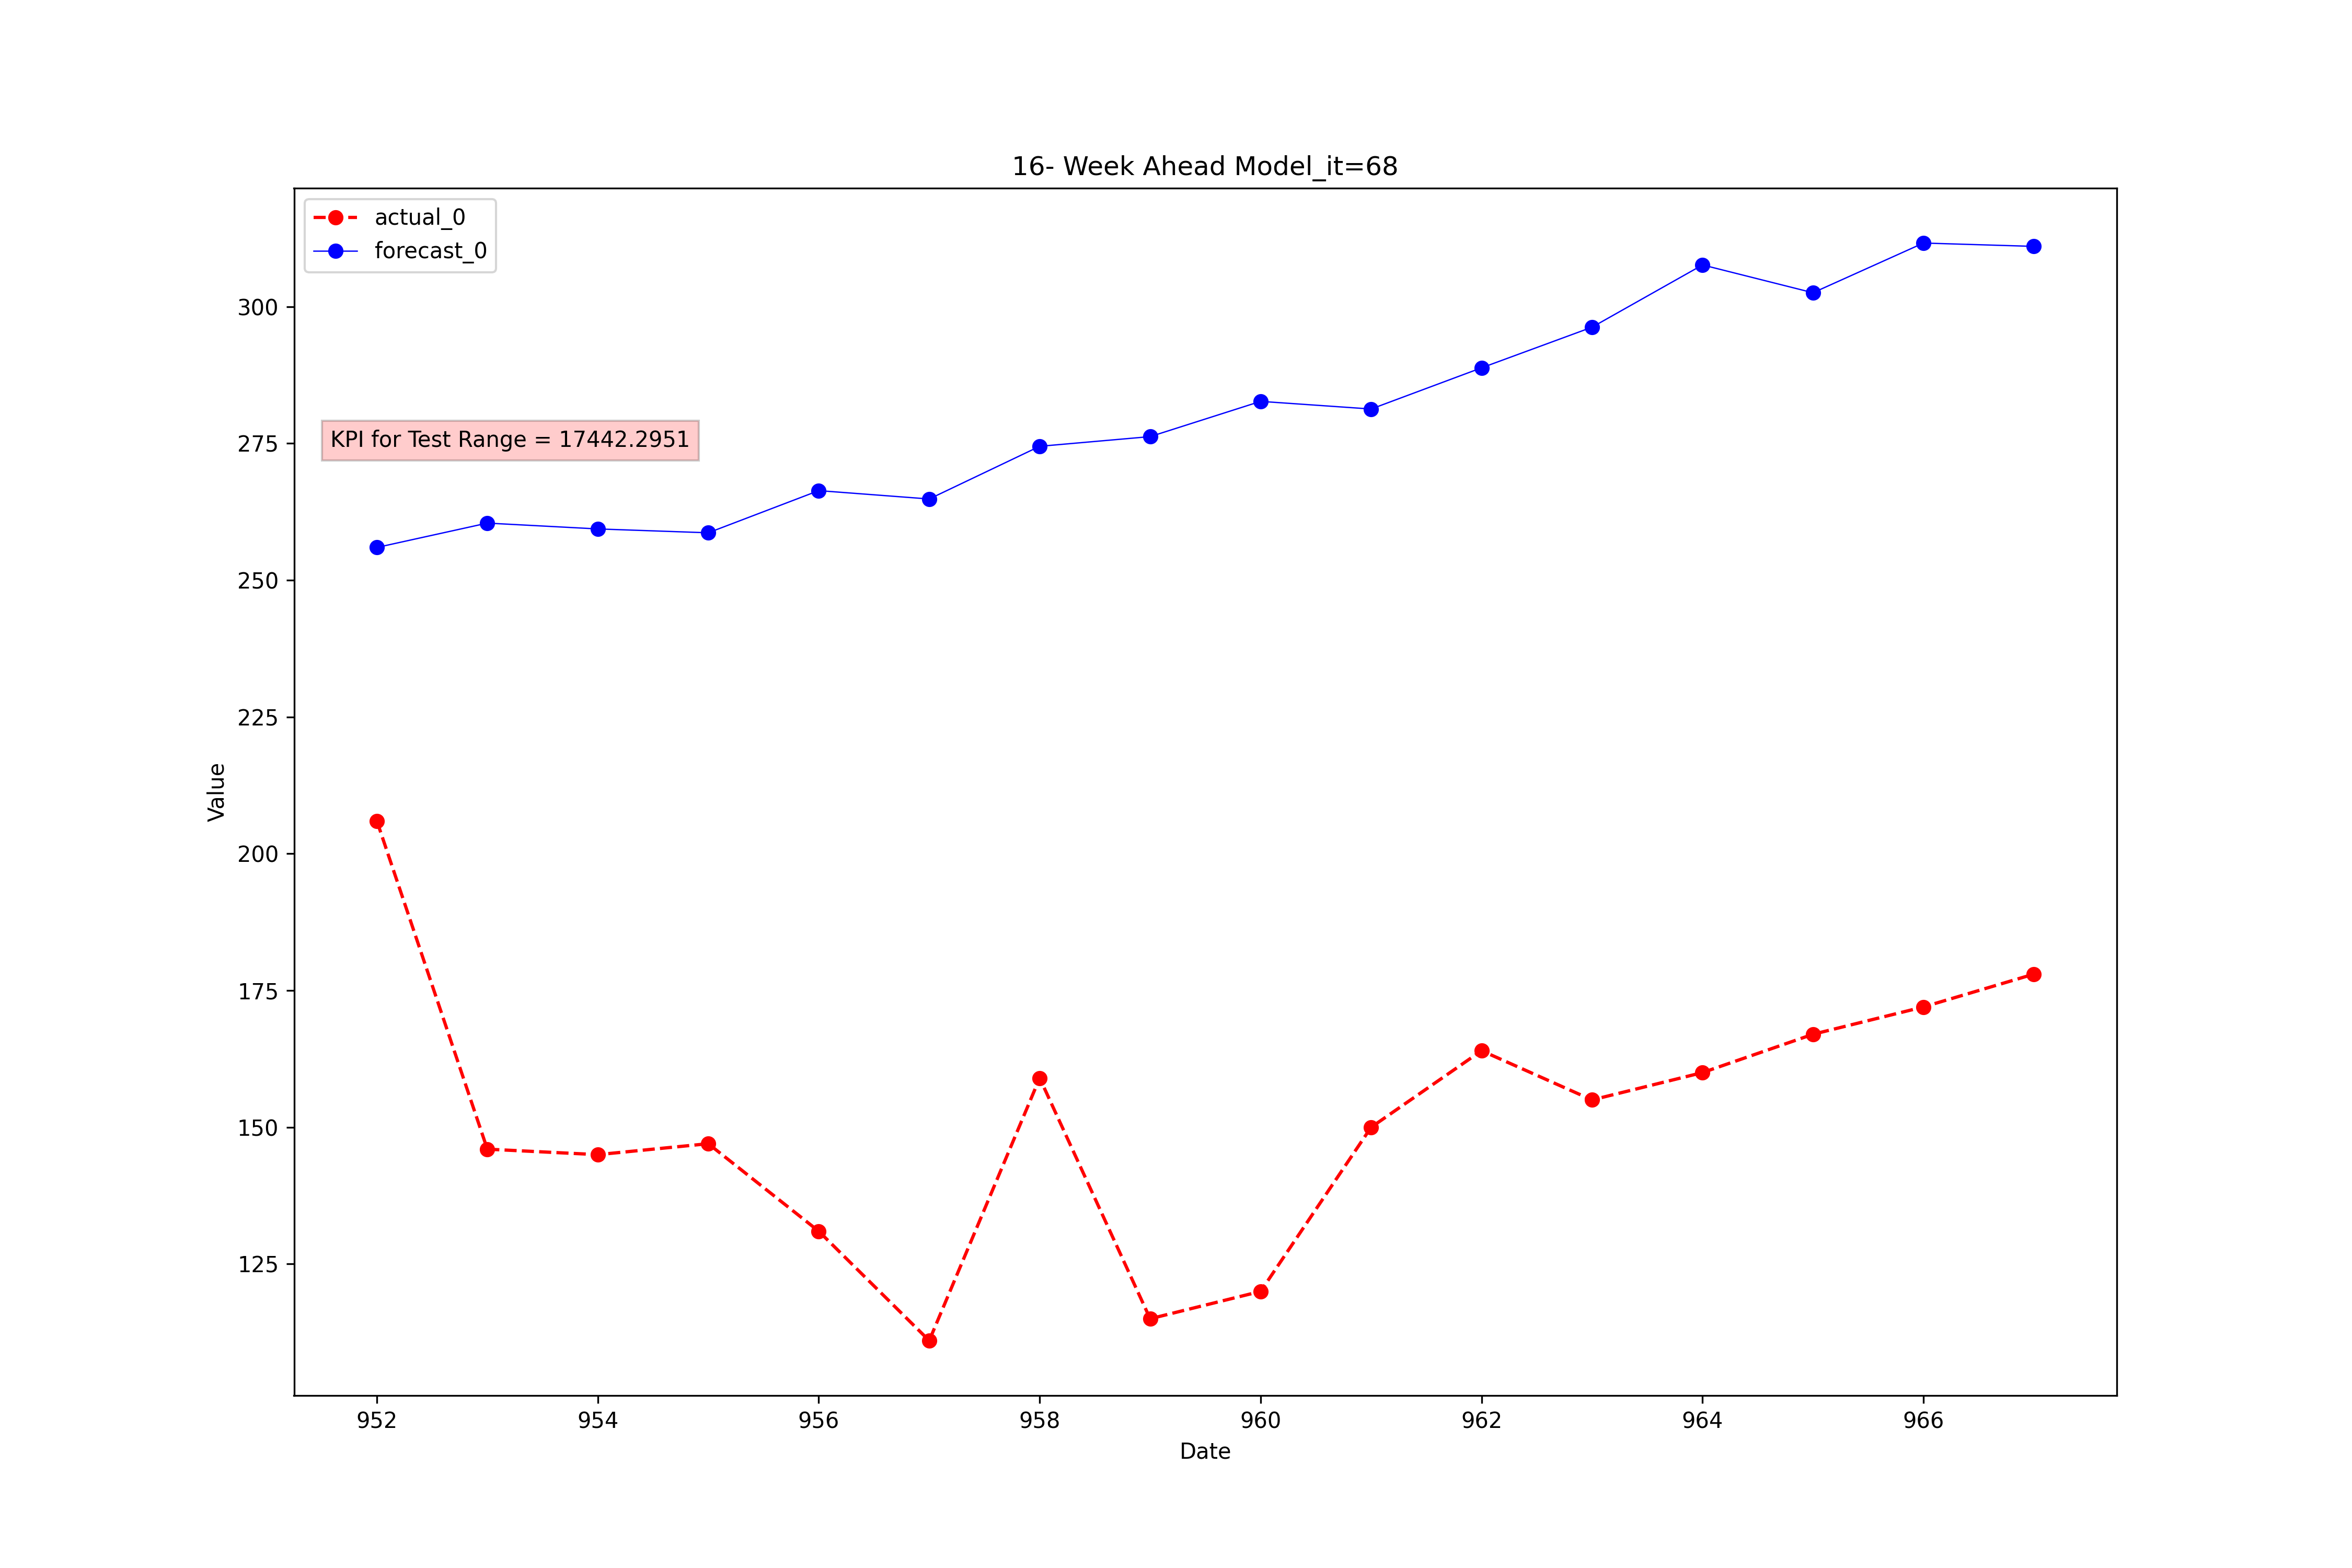 16- Week Ahead Model_it=68
actual_0
forecast_0
KPI for Test Range = 17442.2951
300
275
250
225
200
175
150
125
Value
952 954 956 958 960 962 964 966
Date